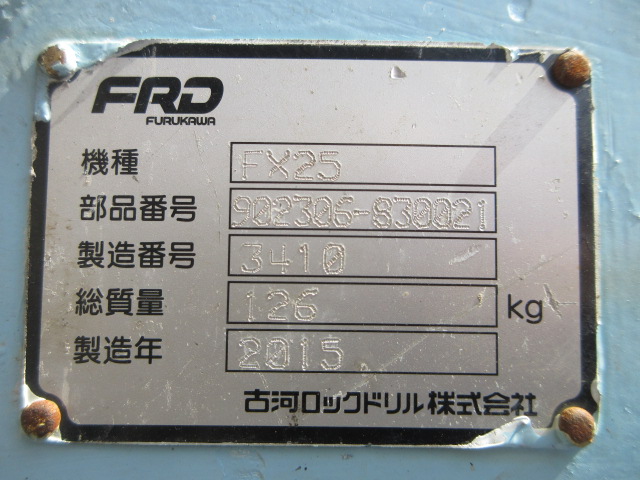 FRD
FURUKAWA
機種 FX25
部品番号 902306-830021
製造番号 3410
総質量 126 kg
製造年 2015
古河ロックドリル株式会社